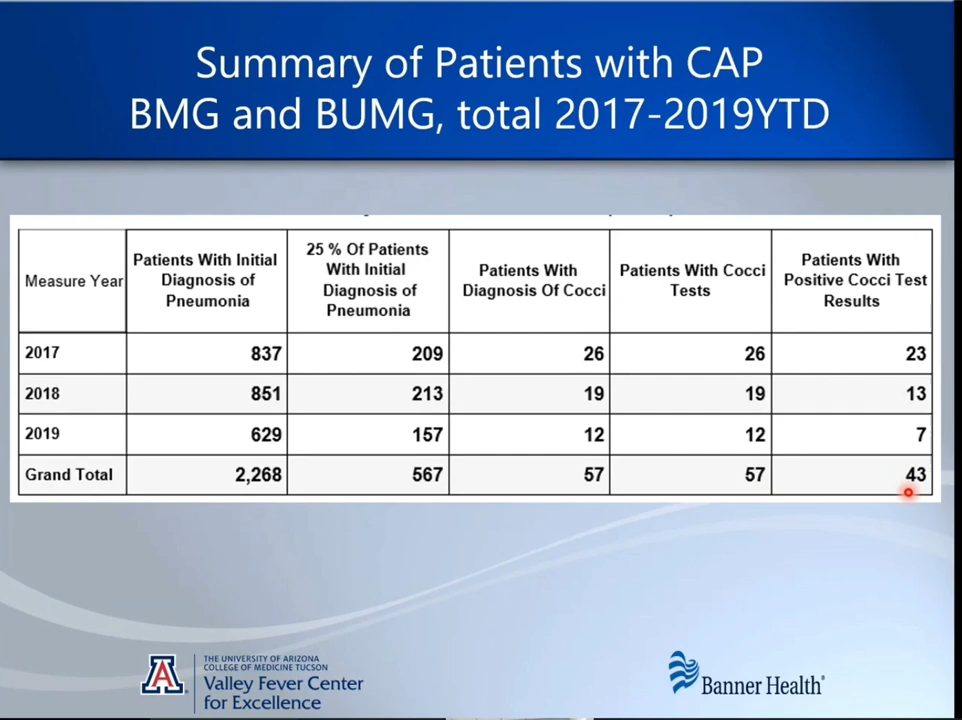 Summary of Patients with CAP
BMG and BUMG, total 2017-2019YTD
Measure Year
Patients With Initial
Diagnosis of
Pneumonia
25 % Of Patients
With Initial
Diagnosis of
Pneumonia
Patients With
Diagnosis Of Cocci
Patients With Cocci
Tests
Patients With
Positive Cocci Test
Results
2017 837 209 26 26 23
2018 851 213 19 19 13
2019 629 157 12 12 7
Grand Total 2,268 567 57 57 43
A
THE UNIVERSITY OF ARIZONA
COLLEGE OF MEDICINE TUCSON
Valley Fever Center
for Excellence
Banner Health®